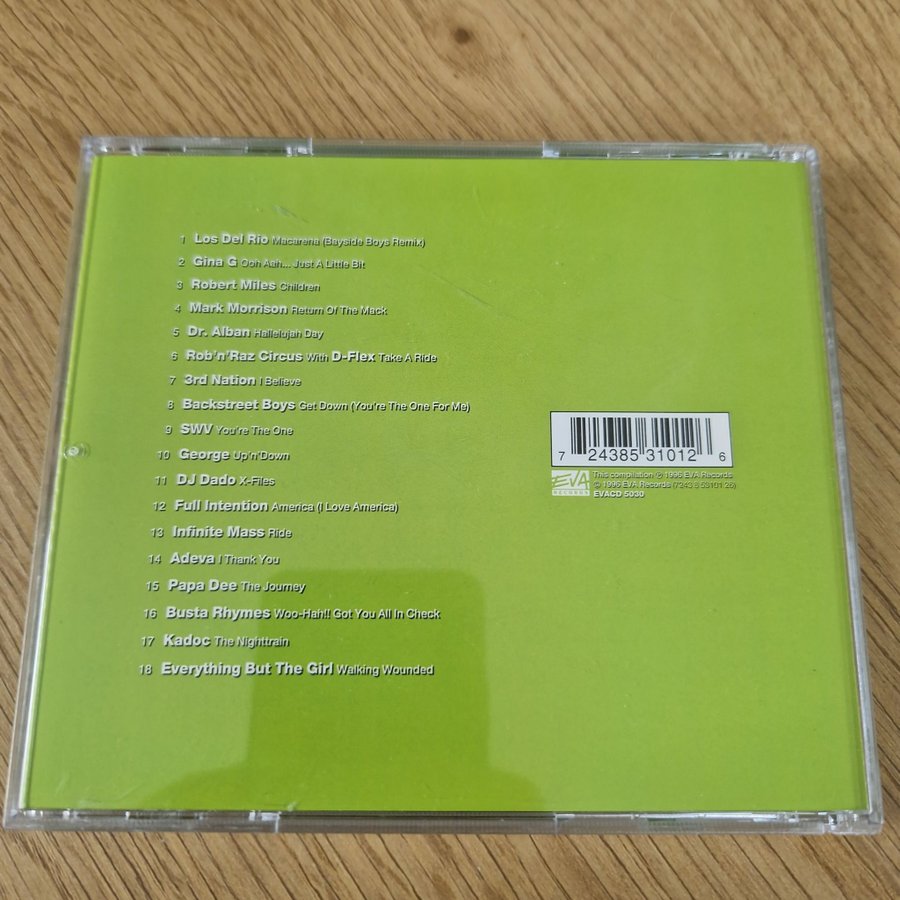 1 Los Del Rio Macarena (Bayside Boys Remix)
2 Gina G Ooh Aah... Just A Little Bit
3 Robert Miles Children
4 Mark Morrison Return Of The Mack
5 Dr. Alban Hallelujah Day
6 Rob'n'Raz Circus With D-Flex Take A Ride
7 3rd Nation I Believe
8 Backstreet Boys Get Down (You're The One For Me)
9 SWV You're The One
10 George Up'n'Down
11 DJ Dado X-Files
12 Full Intention America (I Love America)
13 Infinite Mass Ride
14 Adeva I Thank You
15 Papa Dee The Journey
16 Busta Rhymes Woo-Hah!! Got You All In Check
17 Kadoc The Nighttrain
18 Everything But The Girl Walking Wounded
7 24385 31012 6
EVA
RECORDS
This compilation ℗ 1996 EVA Records
© 1996 EVA Records (7243 8 53101 26)
EVACD 5030